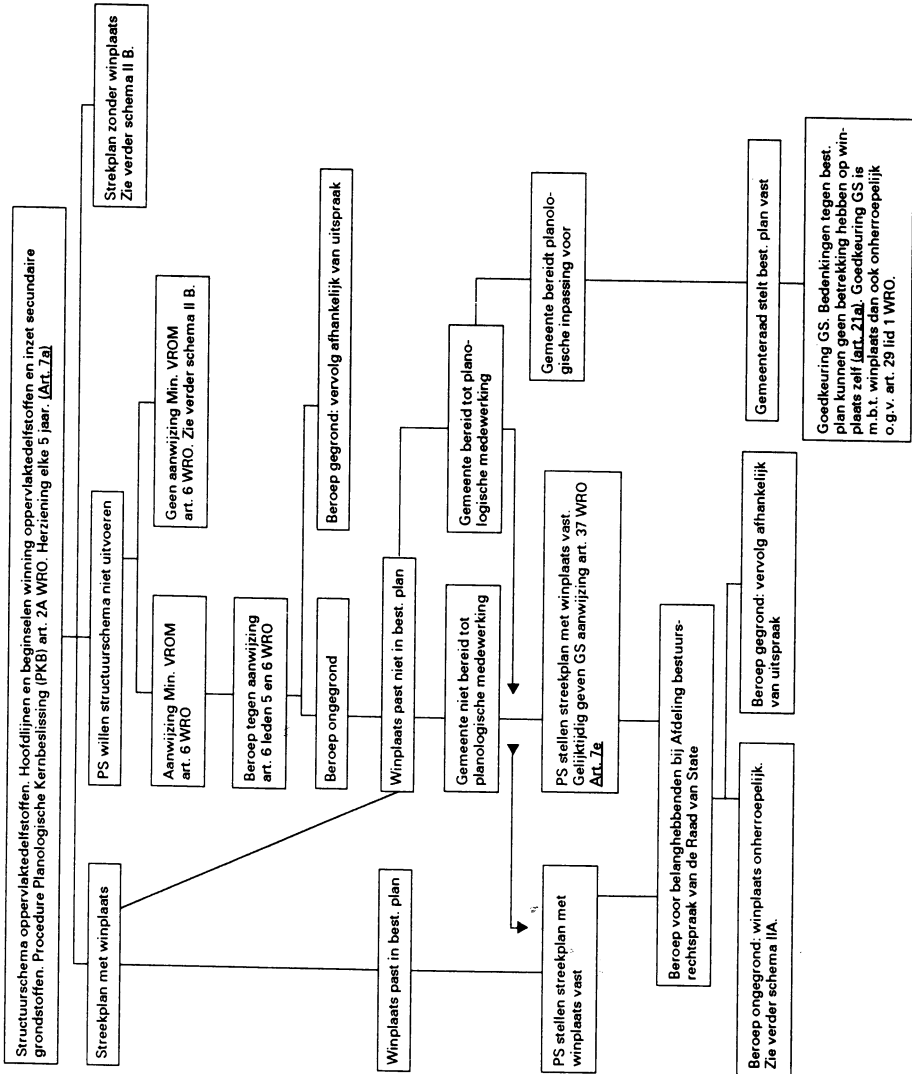 Structuurschema oppervlaktedelfstoffen. Hoofdlijnen en beginselen winning oppervlaktedelfstoffen en inzet secundaire
grondstoffen. Procedure Planologische Kernbeslissing (PKB) art. 2A WRO. Herziening elke 5 jaar. (Art. 7a)
Streekplan met winplaats
PS willen structuurschema niet uitvoeren
Strekplan zonder winplaats
Zie verder schema II B.
Aanwijzing Min. VROM
art. 6 WRO
Geen aanwijzing Min. VROM
art. 6 WRO. Zie verder schema II B.
Beroep tegen aanwijzing
art. 6 leden 5 en 6 WRO
Beroep ongegrond
Beroep gegrond: vervolg afhankelijk van uitspraak
Winplaats past in best. plan
Winplaats past niet in best. plan
Gemeente niet bereid tot
planologische medewerking
Gemeente bereid tot plano-
logische medewerking
PS stellen streekplan met
winplaats vast
PS stellen streekplan met winplaats vast.
Gelijktijdig geven GS aanwijzing art. 37 WRO
Art. 7e
Gemeente bereidt planolo-
gische inpassing voor
Beroep voor belanghebbenden bij Afdeling bestuurs-
rechtspraak van de Raad van State
Gemeenteraad stelt best. plan vast
Beroep ongegrond: winplaats onherroepelijk.
Zie verder schema IIA.
Beroep gegrond: vervolg afhankelijk
van uitspraak
Goedkeuring GS. Bedenkingen tegen best.
plan kunnen geen betrekking hebben op win-
plaats zelf (art. 21a). Goedkeuring GS is
m.b.t. winplaats dan ook onherroepelijk
o.g.v. art. 29 lid 1 WRO.